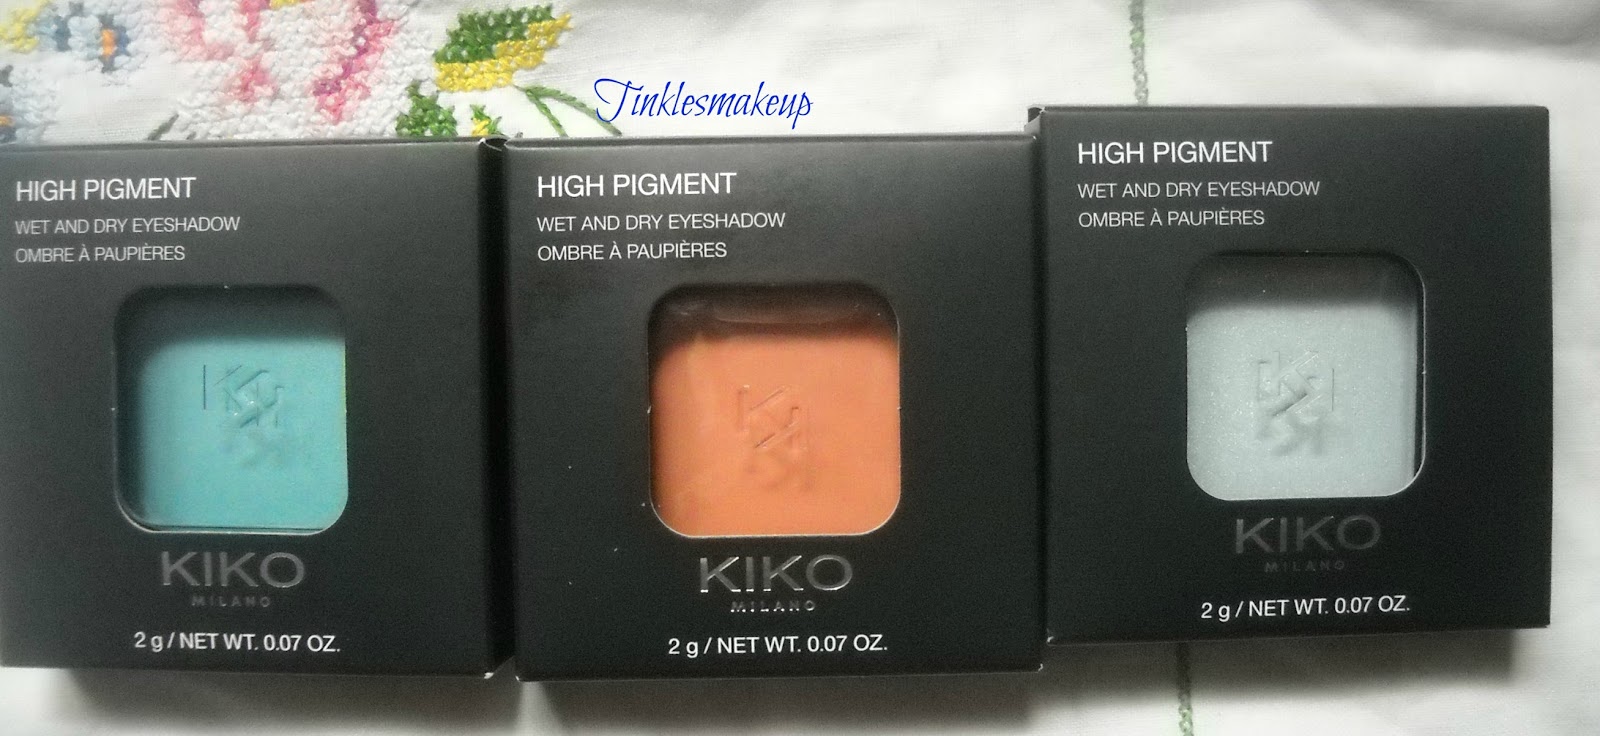 Tinklesmakeup
HIGH PIGMENT
WET AND DRY EYESHADOW
OMBRE À PAUPIÈRES
KIKO
MILANO
2 g / NET WT. 0.07 OZ.
HIGH PIGMENT
WET AND DRY EYESHADOW
OMBRE À PAUPIÈRES
KIKO
MILANO
2 g / NET WT. 0.07 OZ.
HIGH PIGMENT
WET AND DRY EYESHADOW
OMBRE À PAUPIÈRES
KIKO
MILANO
2 g / NET WT. 0.07 OZ.